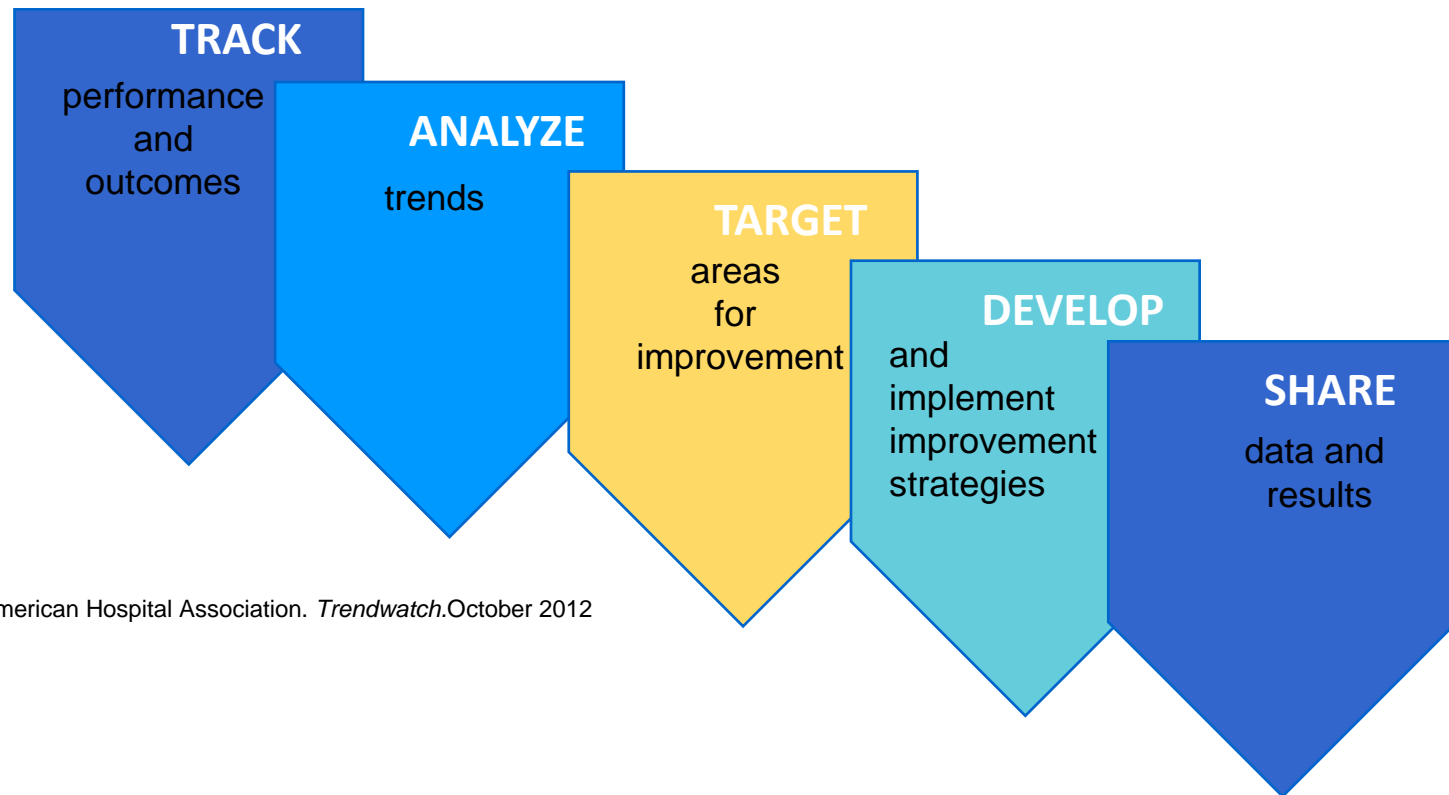 TRACK
performance
and
outcomes
ANALYZE
trends
TARGET
areas
for
improvement
DEVELOP
and
implement
improvement
strategies
SHARE
data and
results
merican Hospital Association. Trendwatch.October 2012